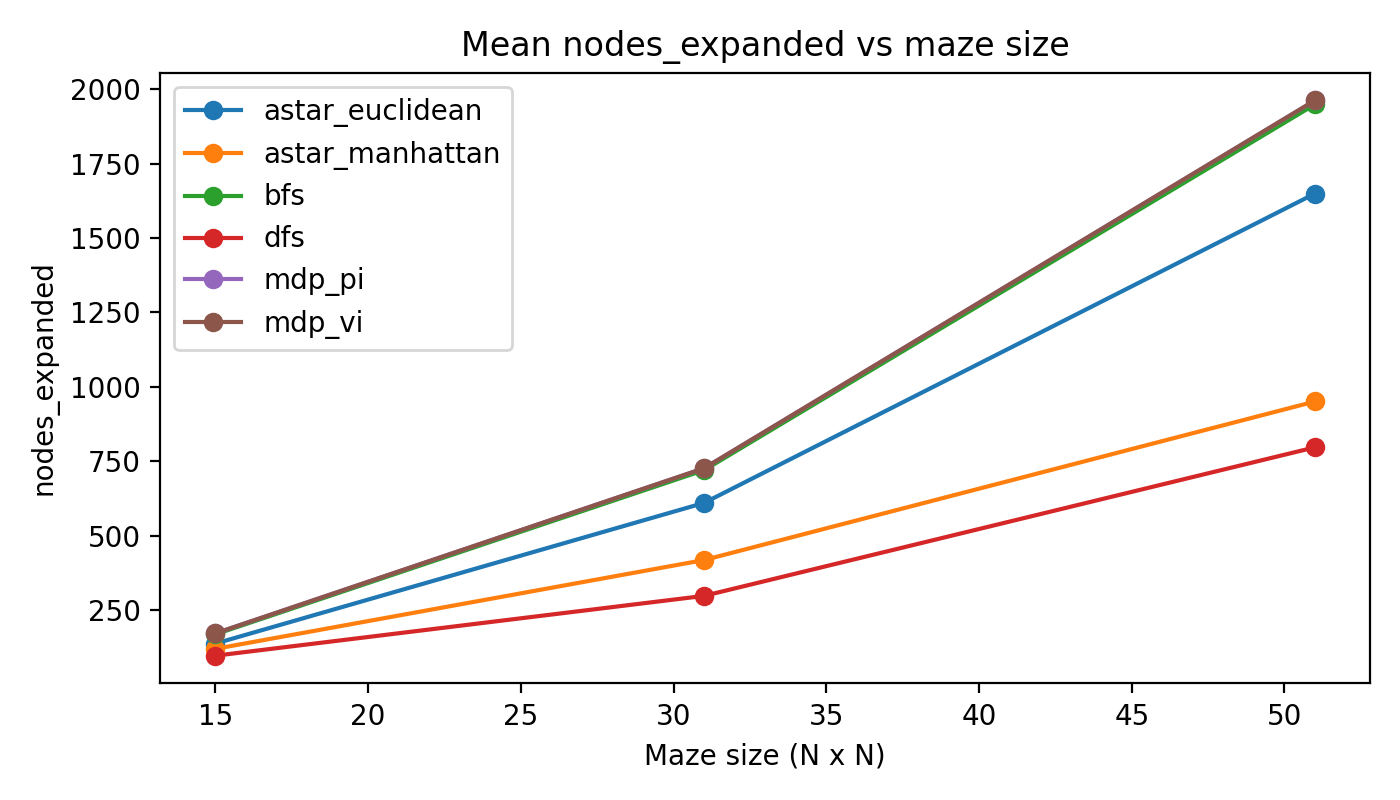 Mean nodes_expanded vs maze size
astar_euclidean
astar_manhattan
bfs
dfs
mdp_pi
mdp_vi
nodes_expanded
2000
1750
1500
1250
1000
750
500
250
15 20 25 30 35 40 45 50
Maze size (N x N)